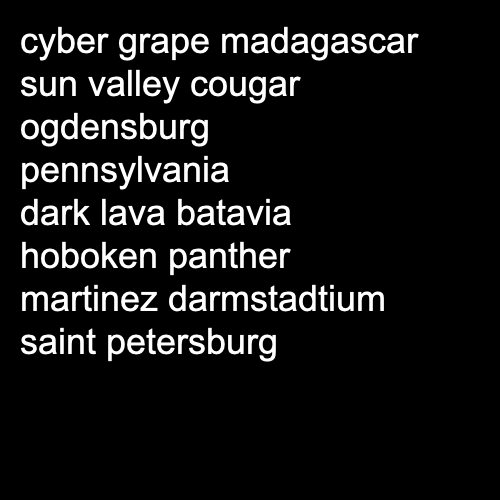 cyber grape madagascar
sun valley cougar
ogdensburg
pennsylvania
dark lava batavia
hoboken panther
martinez darmstadtium
saint petersburg